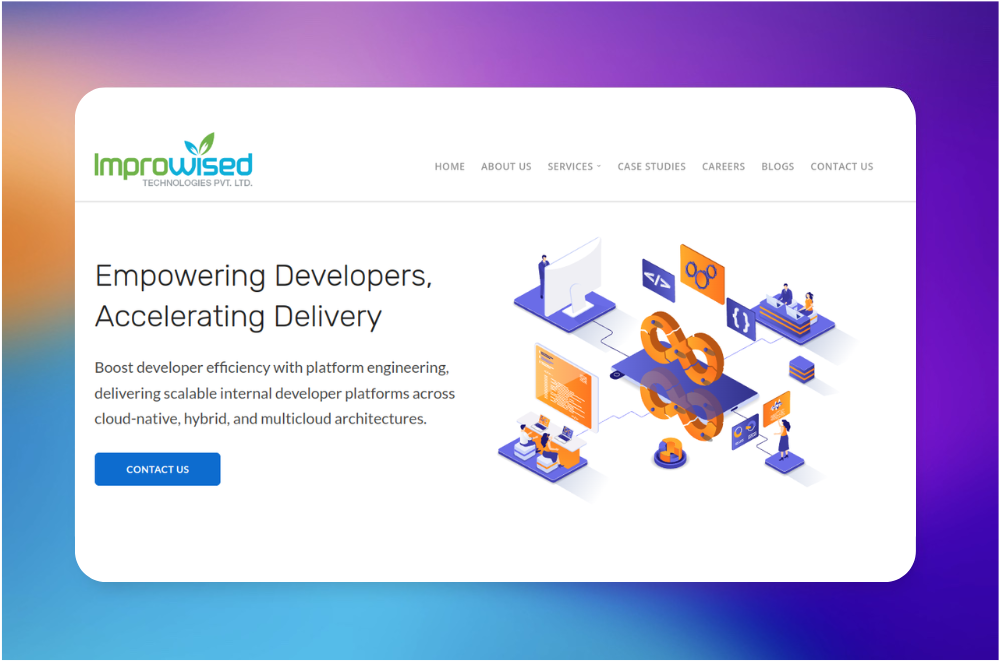 Improwised
TECHNOLOGIES PVT. LTD.
HOME ABOUT US SERVICES CASE STUDIES CAREERS BLOGS CONTACT US
Empowering Developers,
Accelerating Delivery
Boost developer efficiency with platform engineering,
delivering scalable internal developer platforms across
cloud-native, hybrid, and multicloud architectures.
CONTACT US